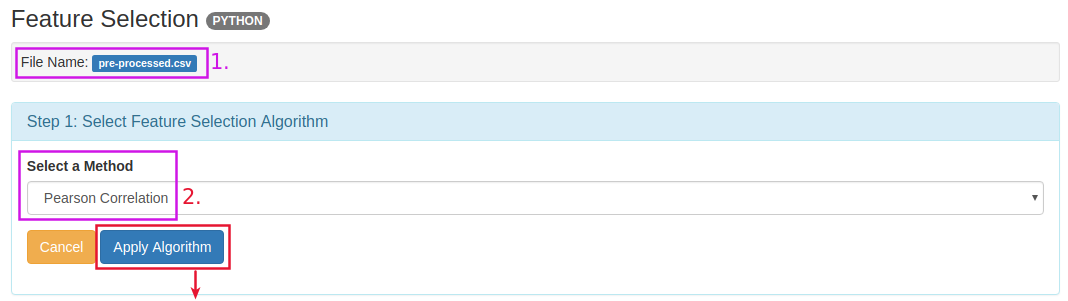 Feature Selection PYTHON
File Name: pre-processed.csv 1.
Step 1: Select Feature Selection Algorithm
Select a Method
Pearson Correlation 2.
Cancel Apply Algorithm